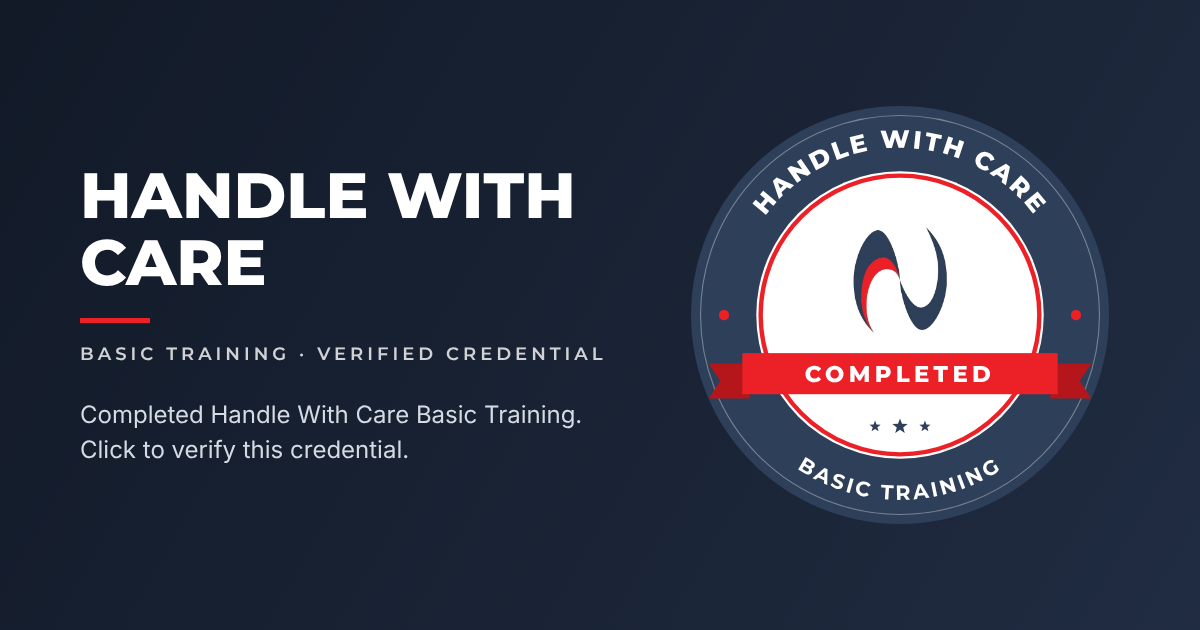 HANDLE WITH
CARE
BASIC TRAINING · VERIFIED CREDENTIAL
Completed Handle With Care Basic Training.
Click to verify this credential.
HANDLE WITH CARE
COMPLETED
BASIC TRAINING